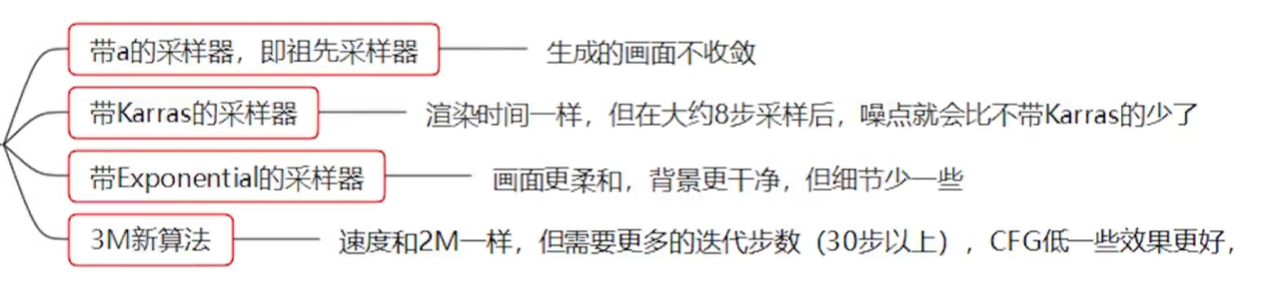 带a的采样器，即祖先采样器 生成的画面不收敛
带Karras的采样器 渲染时间一样，但在大约8步采样后，噪点就会比不带Karras的少了
带Exponential的采样器 画面更柔和，背景更干净，但细节少一些
3M新算法 速度和2M一样，但需要更多的迭代步数（30步以上），CFG低一些效果更好，